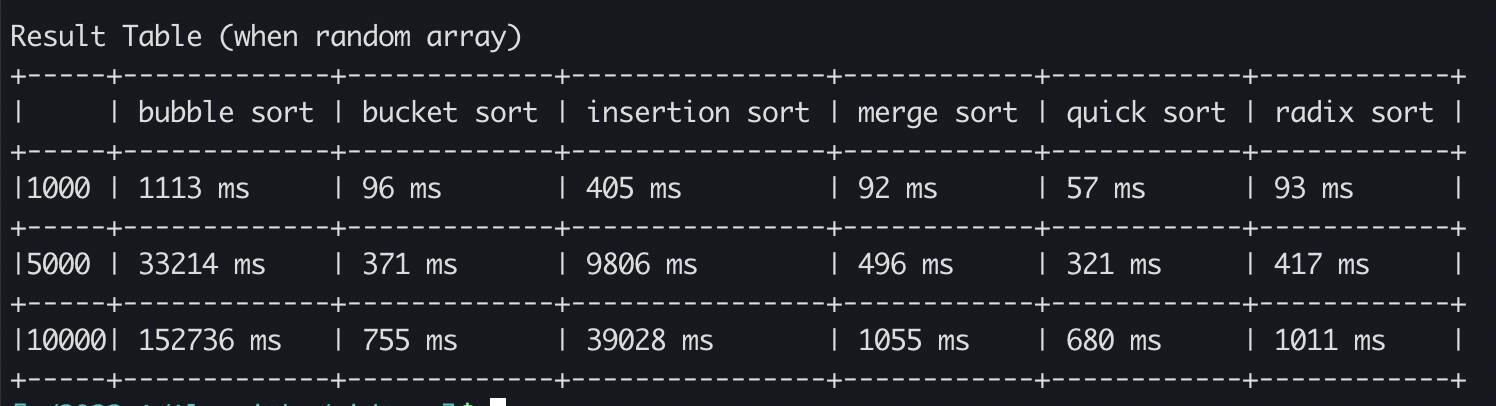 Result Table (when random array)
+-----+-------------+-------------+----------------+------------+------------+------------+
|     | bubble sort | bucket sort | insertion sort | merge sort | quick sort | radix sort |
+-----+-------------+-------------+----------------+------------+------------+------------+
|1000 | 1113 ms     | 96 ms       | 405 ms         | 92 ms      | 57 ms      | 93 ms      |
+-----+-------------+-------------+----------------+------------+------------+------------+
|5000 | 33214 ms    | 371 ms      | 9806 ms        | 496 ms     | 321 ms     | 417 ms     |
+-----+-------------+-------------+----------------+------------+------------+------------+
|10000| 152736 ms   | 755 ms      | 39028 ms       | 1055 ms    | 680 ms     | 1011 ms    |
+-----+-------------+-------------+----------------+------------+------------+------------+